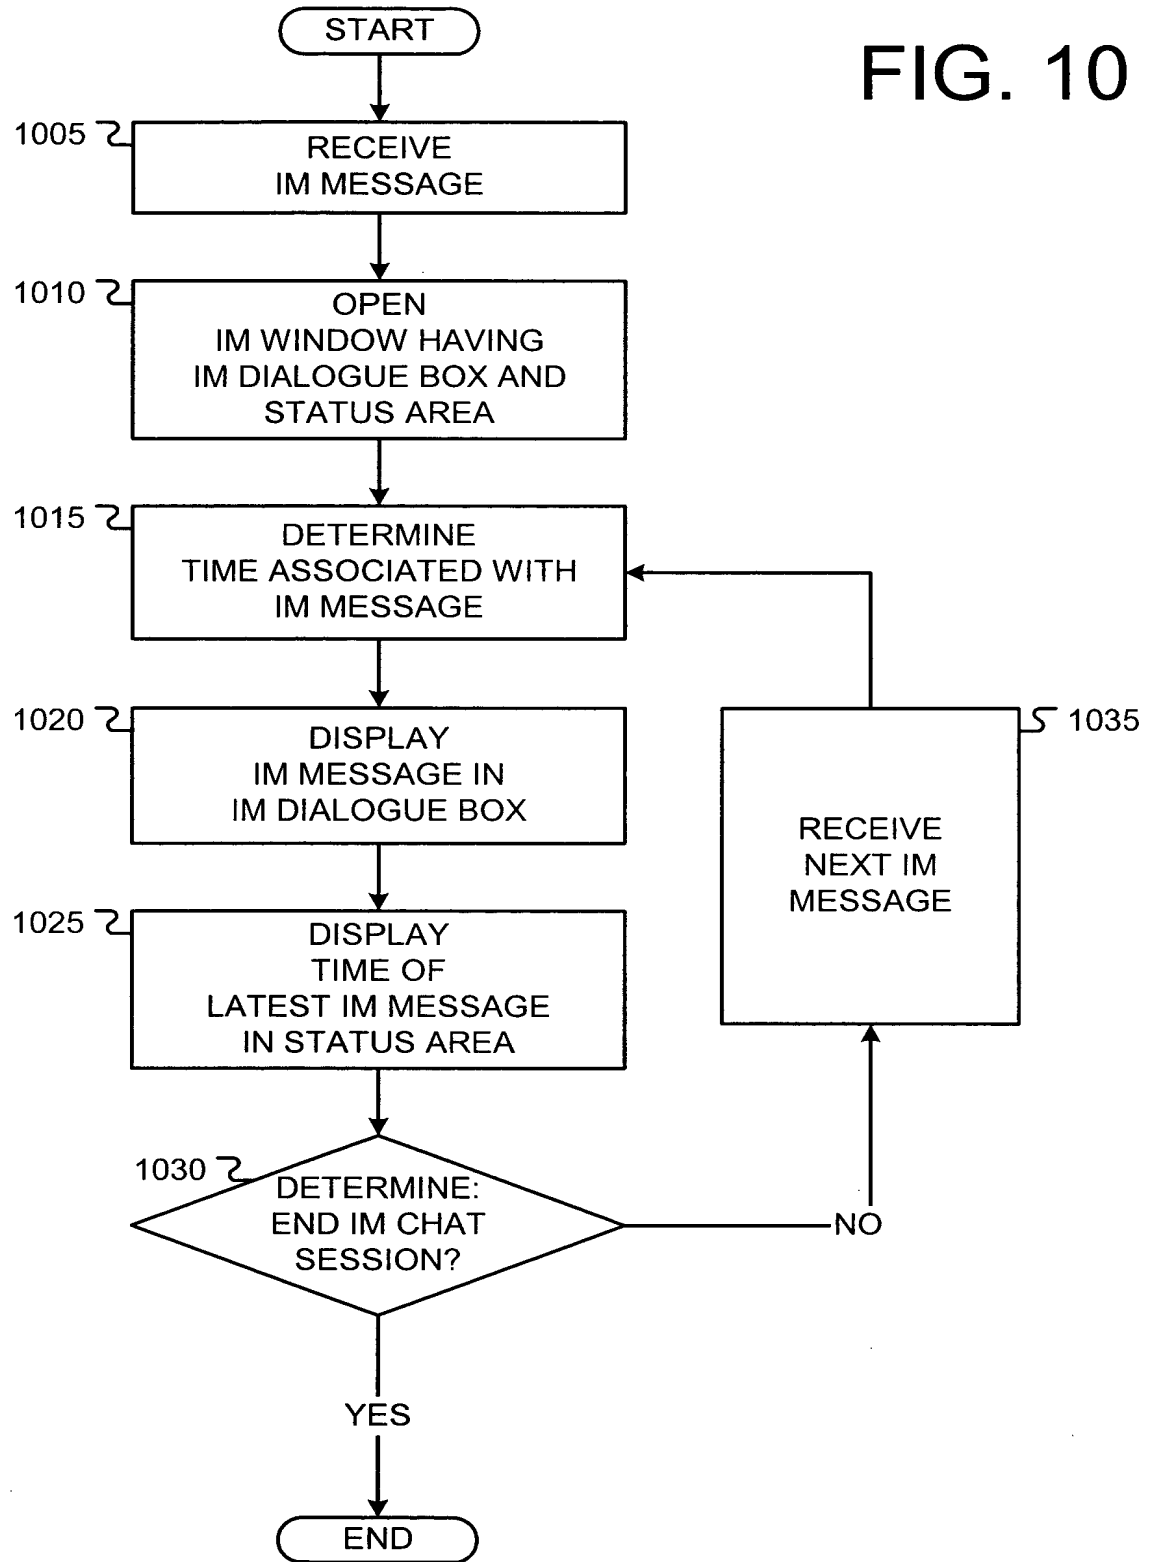 START
FIG. 10
1005
RECEIVE
IM MESSAGE
1010
OPEN
IM WINDOW HAVING
IM DIALOGUE BOX AND
STATUS AREA
1015
DETERMINE
TIME ASSOCIATED WITH
IM MESSAGE
1020
DISPLAY
IM MESSAGE IN
IM DIALOGUE BOX
1035
RECEIVE
NEXT IM
MESSAGE
1025
DISPLAY
TIME OF
LATEST IM MESSAGE
IN STATUS AREA
1030
DETERMINE:
END IM CHAT
SESSION?
NO
YES
END